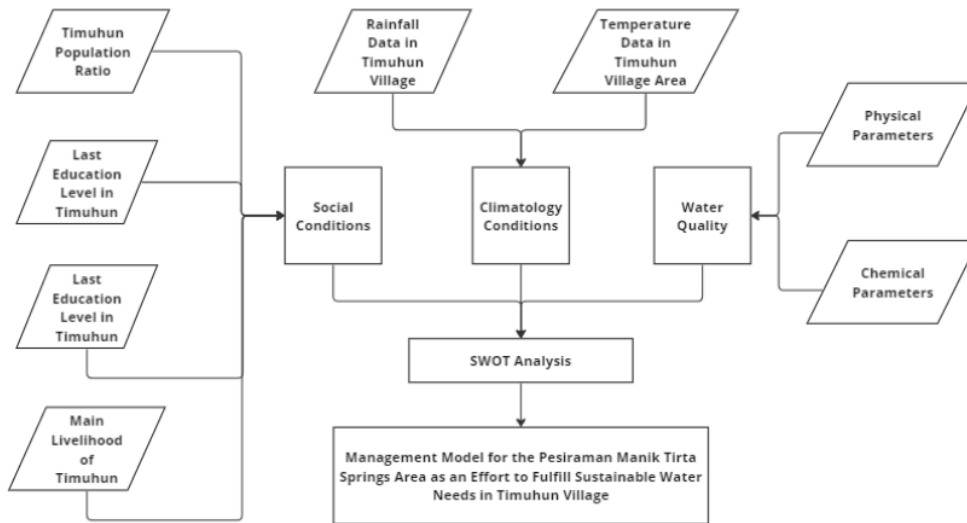 Timuhun
Population
Ratio
Rainfall
Data in
Timuhun
Village
Temperature
Data in
Timuhun
Village Area
Physical
Parameters
Last
Education
Level in
Timuhun
Social
Conditions
Climatology
Conditions
Water
Quality
Last
Education
Level in
Timuhun
Chemical
Parameters
SWOT Analysis
Main
Livelihood
of
Timuhun
Management Model for the Pesiraman Manik Tirta
Springs Area as an Effort to Fulfill Sustainable Water
Needs in Timuhun Village